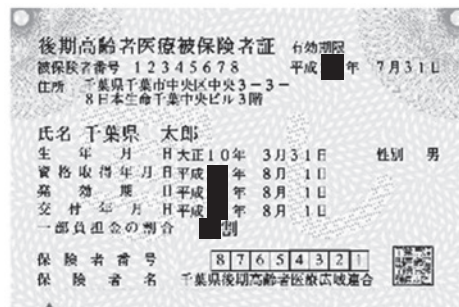 後期高齢者医療被保険者証 有効期限
被保険者番号 12345678 平成 年 7月31日
住所 千葉県千葉市中央区中央3-3-
8日本生命千葉中央ビル3階
氏名 千葉県 太郎
生年月日 大正10年 3月31日 性別 男
資格取得年月日 平成 年 8月 1日
発効期日 平成 年 8月 1日
交付年月日 平成 年 8月 1日
一部負担金の割合 割
保険者番号 87654321
保険者名 千葉県後期高齢者医療広域連合